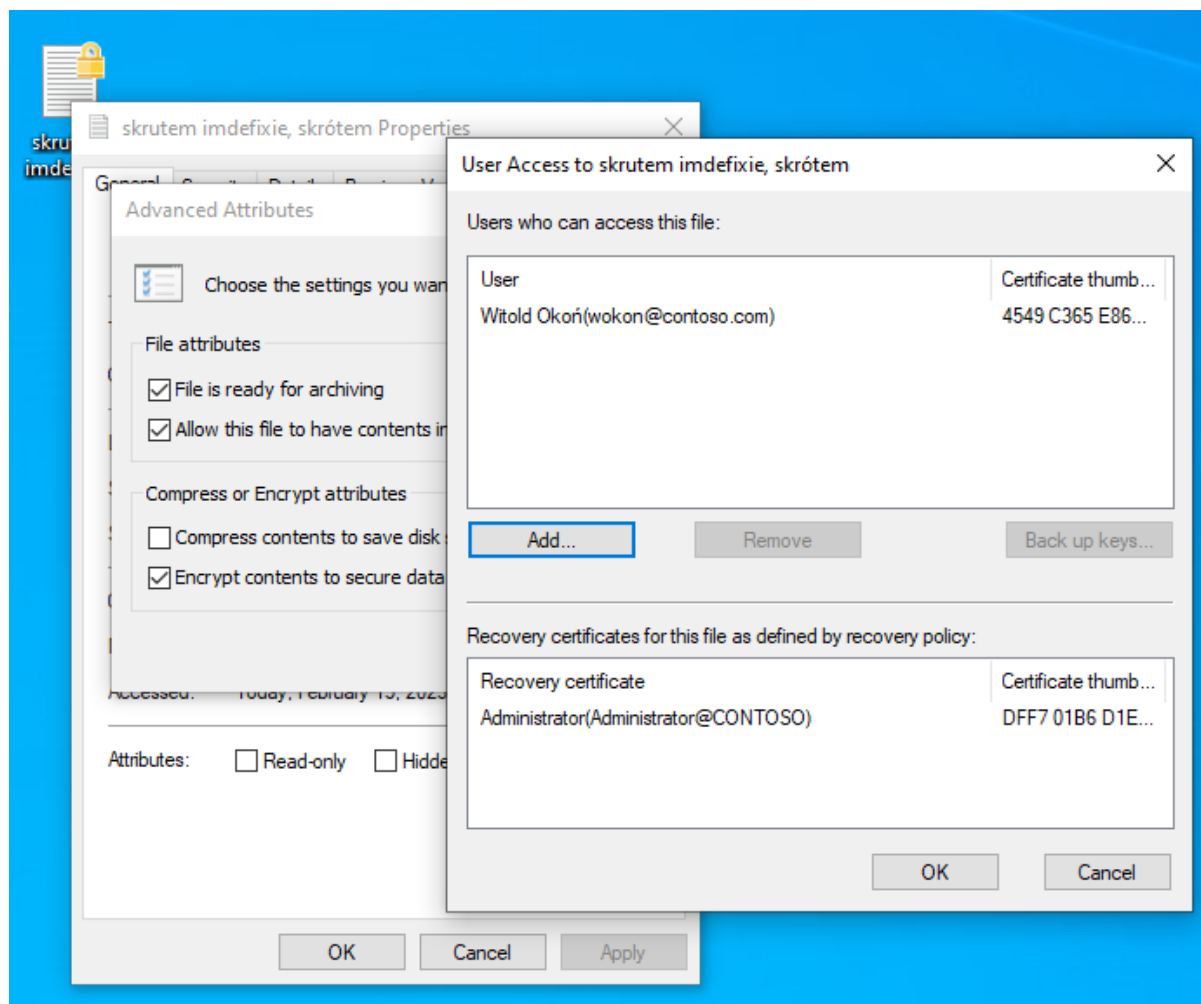 skru
imde
skrutem imdefixie, skrótem Properties
General
Advanced Attributes
Choose the settings you wan
File attributes
File is ready for archiving
Allow this file to have contents in
Compress or Encrypt attributes
Compress contents to save disk s
Encrypt contents to secure data
Accessed: Today, February 15, 2023
Attributes: Read-only Hidde
OK Cancel Apply
User Access to skrutem imdefixie, skrótem
Users who can access this file:
User Certificate thumb...
Witold Okoń(wokon@contoso.com) 4549 C365 E86...
Add... Remove Back up keys...
Recovery certificates for this file as defined by recovery policy:
Recovery certificate Certificate thumb...
Administrator(Administrator@CONTOSO) DFF7 01B6 D1E...
OK Cancel